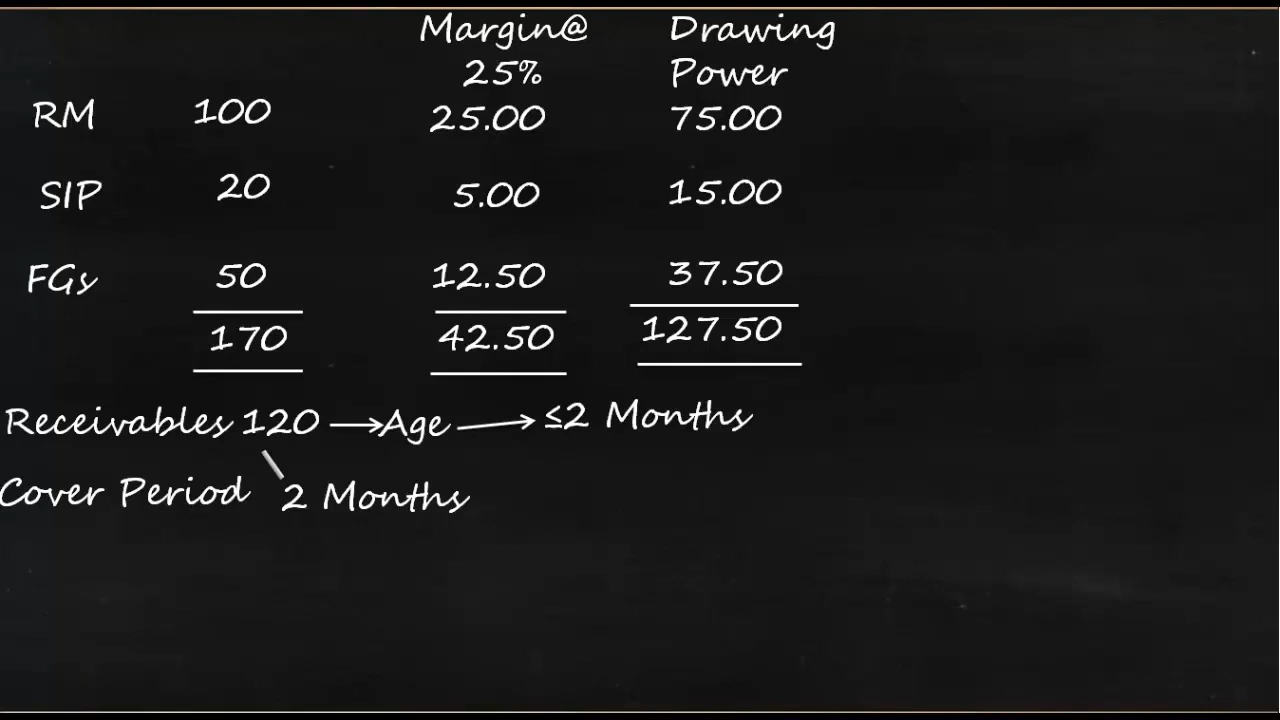 Margin@ Drawing
25% Power
RM 100 25.00 75.00
SIP 20 5.00 15.00
FGs 50 12.50 37.50
170 42.50 127.50
Receivables 120 → Age → ≤2 Months
Cover Period 2 Months